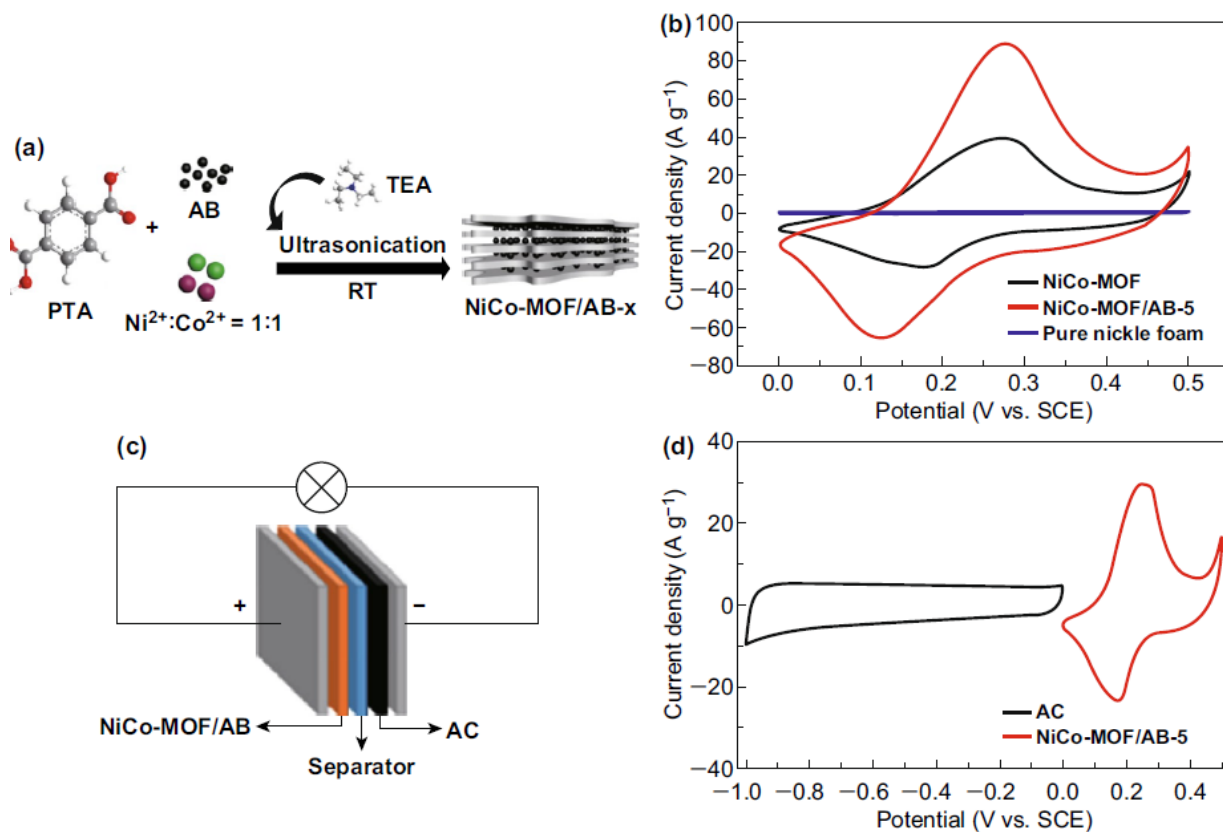 (a)
PTA
+
AB
Ni²⁺:Co²⁺ = 1:1
TEA
Ultrasonication
RT
NiCo-MOF/AB-x
(b)
Current density (A g⁻¹)
100
80
60
40
20
0
−20
−40
−60
−80
0.0 0.1 0.2 0.3 0.4 0.5
Potential (V vs. SCE)
NiCo-MOF
NiCo-MOF/AB-5
Pure nickle foam
(c)
+
−
NiCo-MOF/AB
Separator
AC
(d)
Current density (A g⁻¹)
40
20
0
−20
−40
−1.0 −0.8 −0.6 −0.4 −0.2 0.0 0.2 0.4
Potential (V vs. SCE)
AC
NiCo-MOF/AB-5